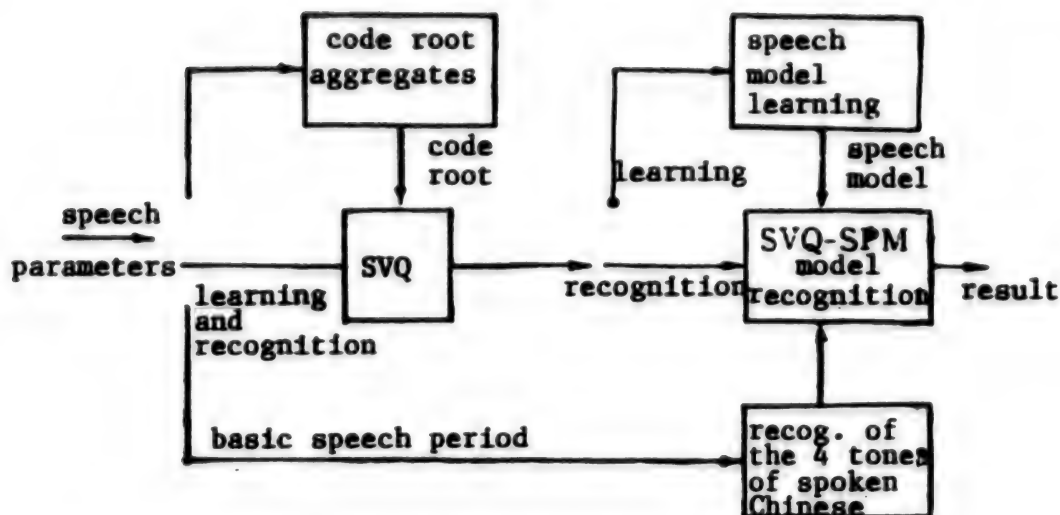 code root
aggregates
speech
model
learning
code
root
speech
model
learning
speech
parameters
SVQ
learning
and
recognition
recognition
SVQ-SPM
model
recognition
result
basic speech period
recog. of
the 4 tones
of spoken
Chinese